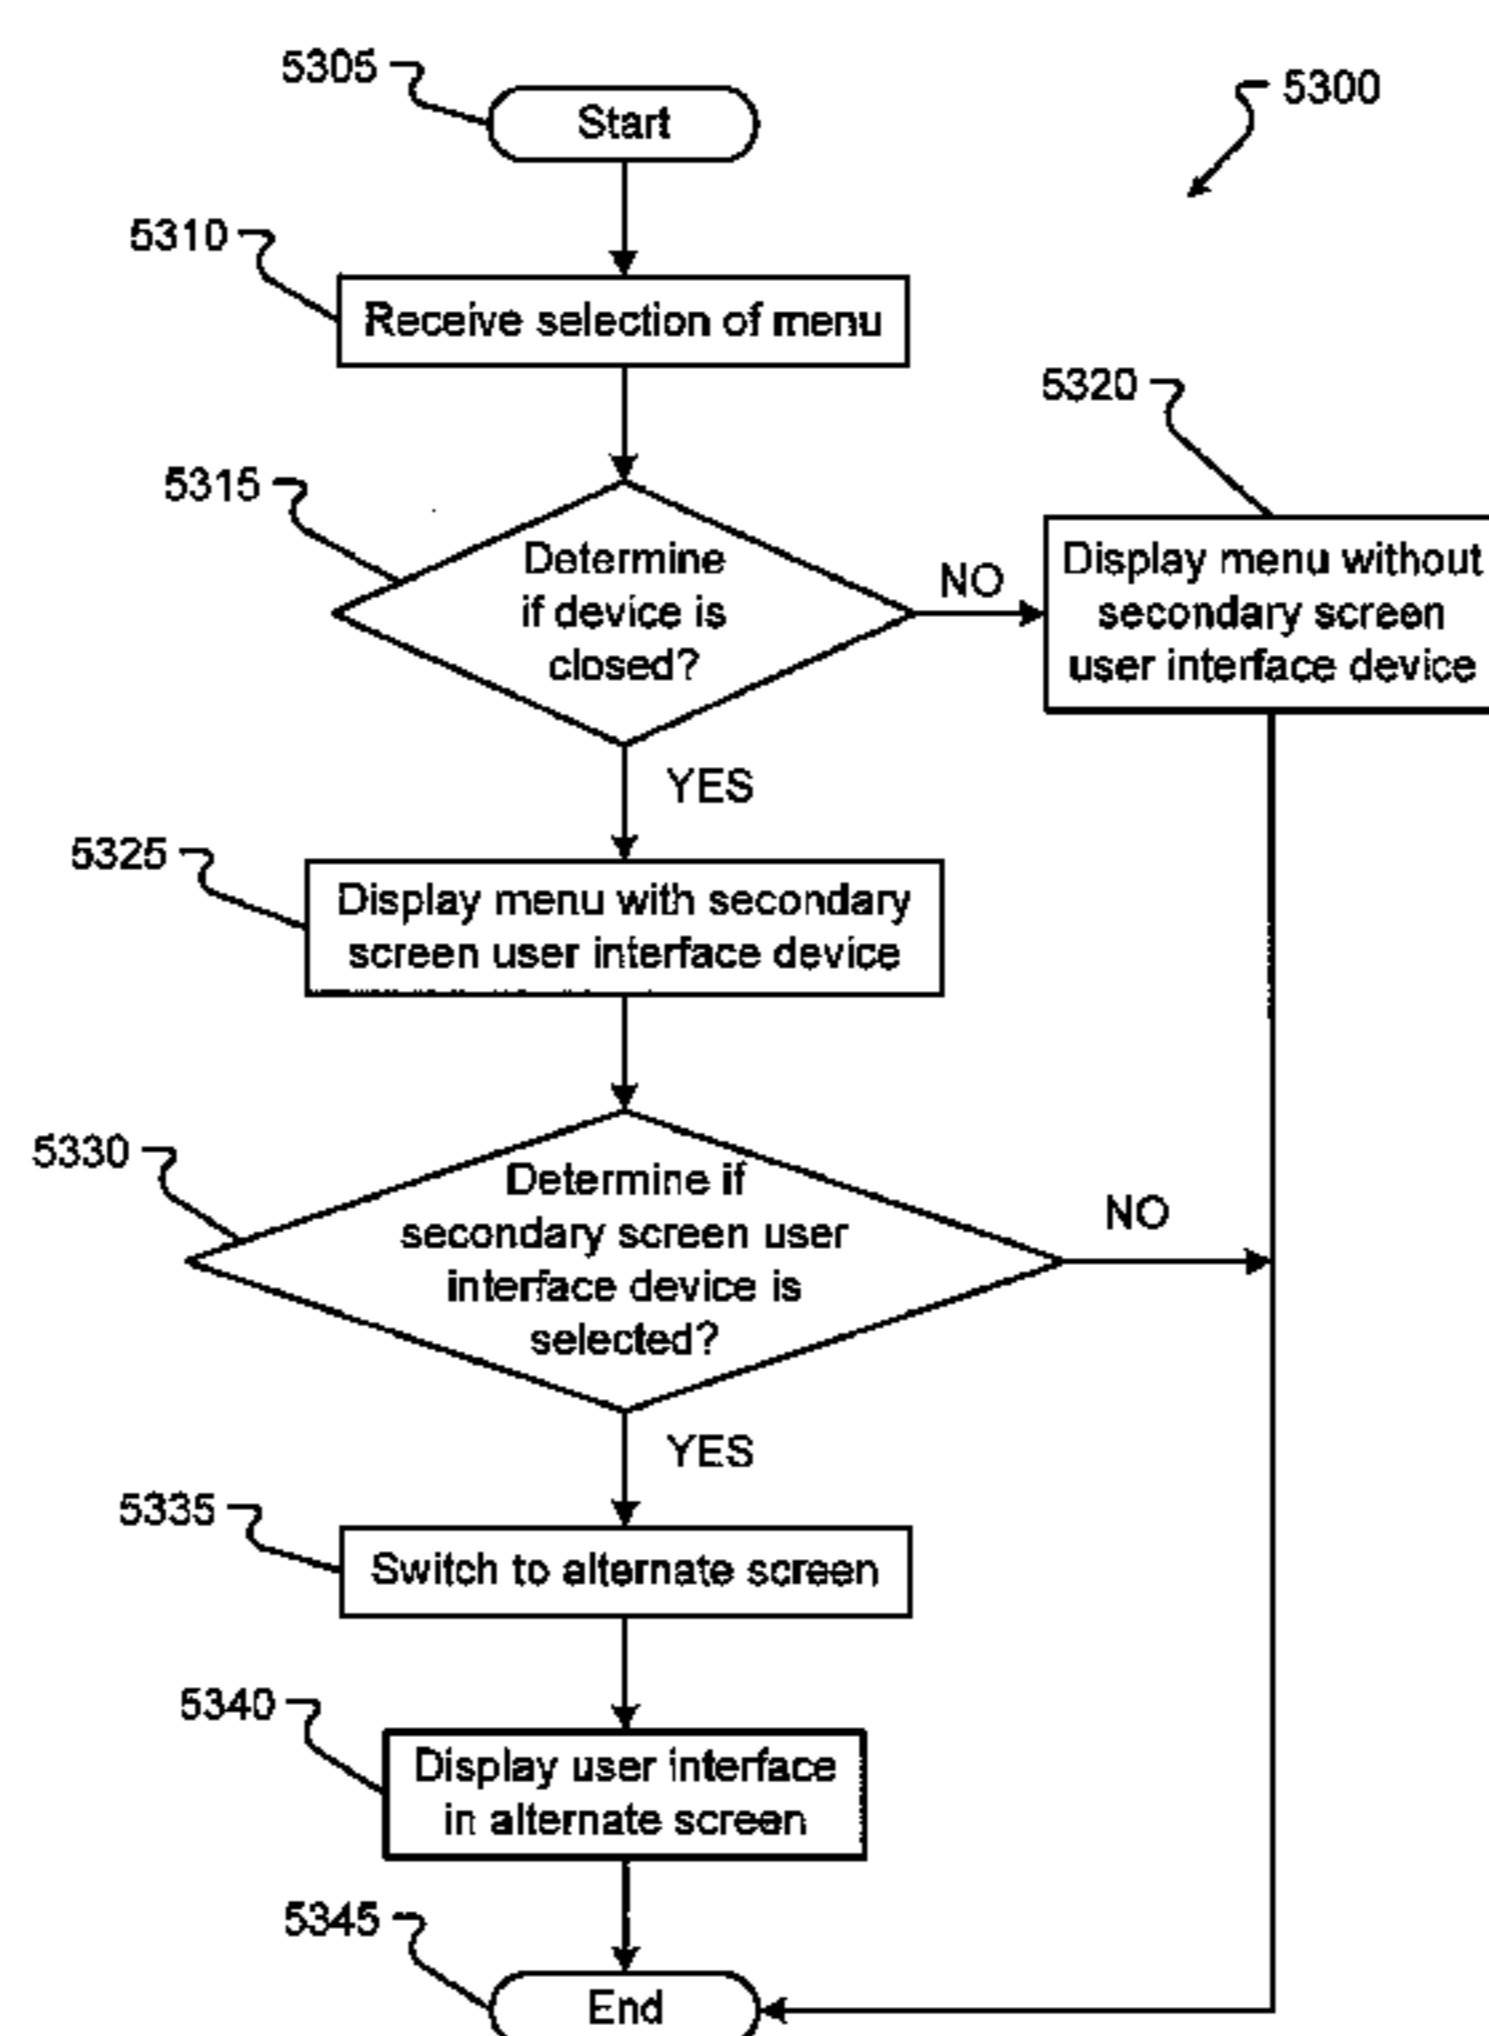 5305
Start
5300
5310
Receive selection of menu
5320
5315
Determine
if device is
closed?
NO
Display menu without
secondary screen
user interface device
YES
5325
Display menu with secondary
screen user interface device
5330
Determine if
secondary screen user
interface device is
selected?
NO
YES
5335
Switch to alternate screen
5340
Display user interface
in alternate screen
5345
End